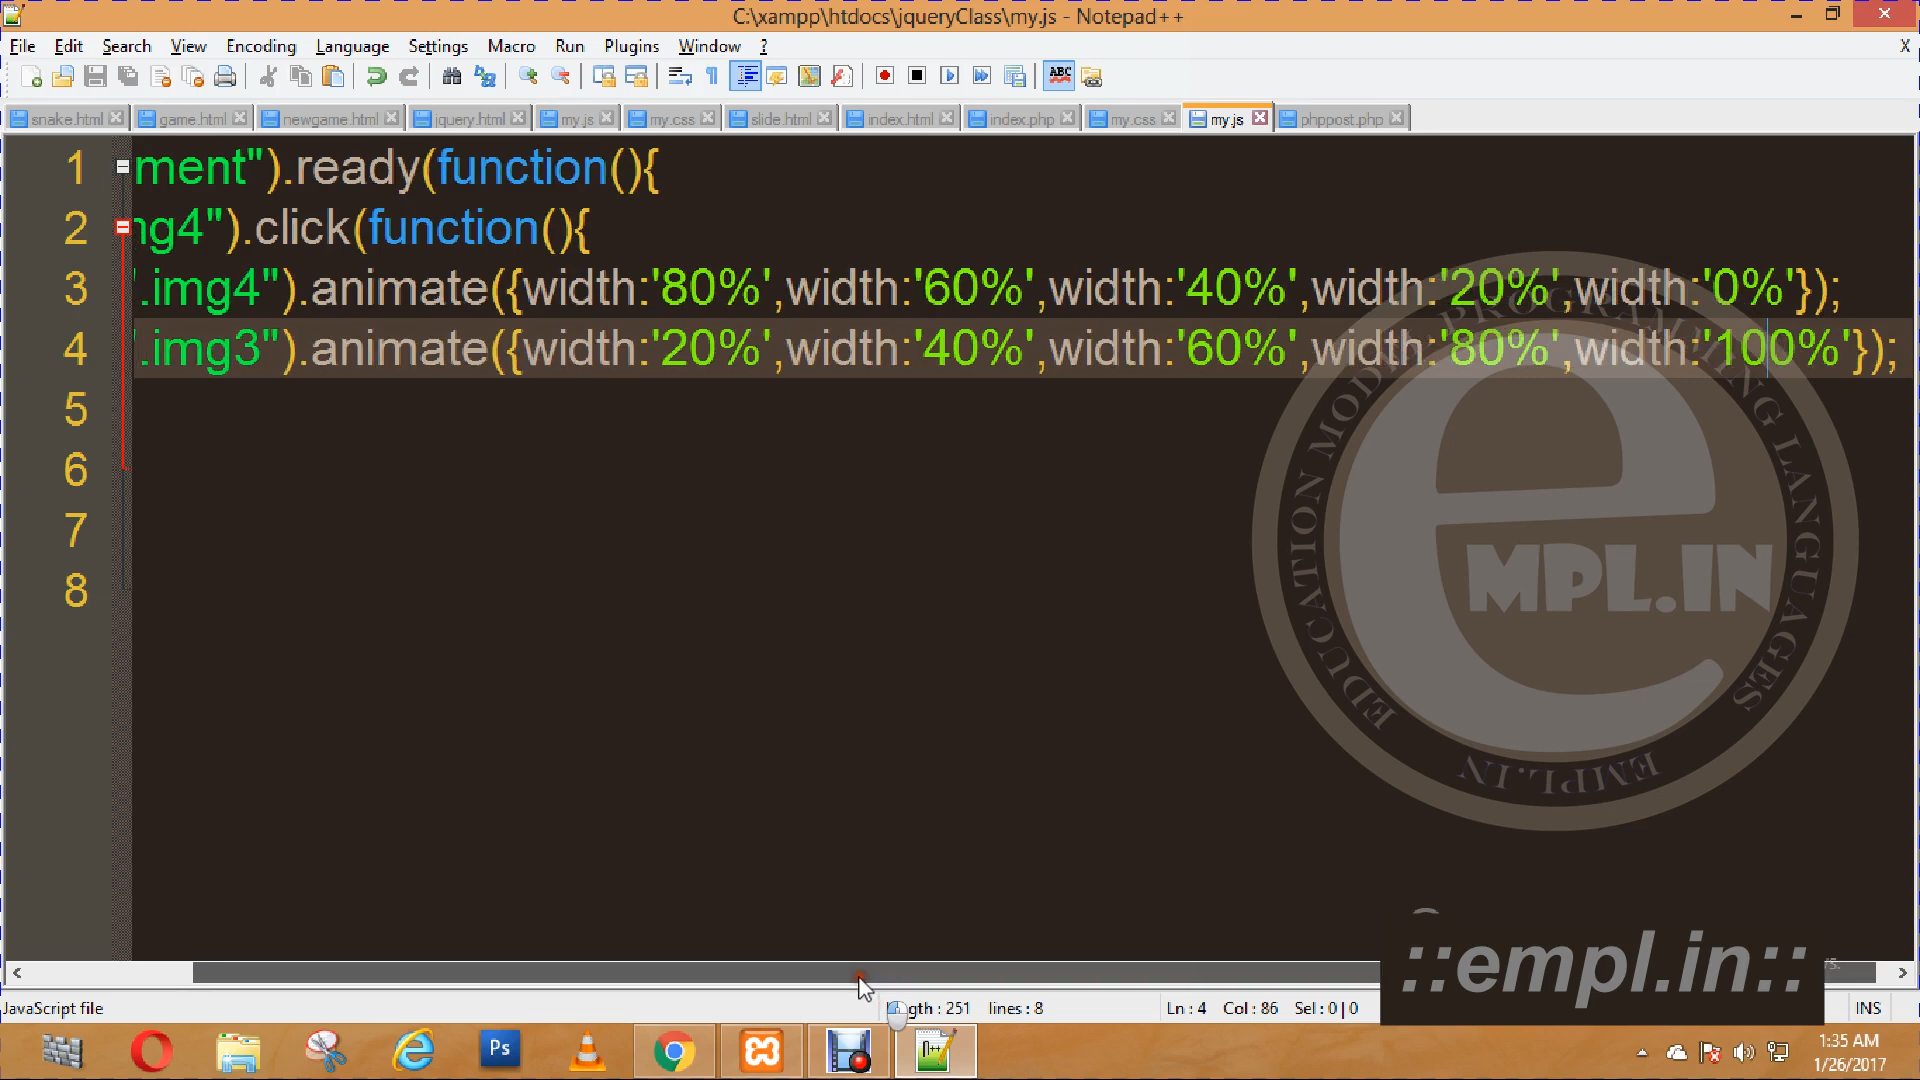 C:\xampp\htdocs\jqueryClass\my.js - Notepad++
File Edit Search View Encoding Language Settings Macro Run Plugins Window ? X
ABC
snake.html game.html newgame.html jquery.html my.js my.css slide.html index.html index.php my.css my.js phppost.php
1 ment").ready(function(){
2 ng4").click(function(){
3 ".img4").animate({width:'80%',width:'60%',width:'40%',width:'20%',width:'0%'});
4 ".img3").animate({width:'20%',width:'40%',width:'60%',width:'80%',width:'100%'});
5
6
7
8
EDUCATION MODE PROGRAMING LANGUAGES
eMPL.IN
EMPL.IN
::empl.in::
JavaScript file length : 251 lines : 8 Ln : 4 Col : 86 Sel : 0 | 0 INS
Ps
1:35 AM
1/26/2017